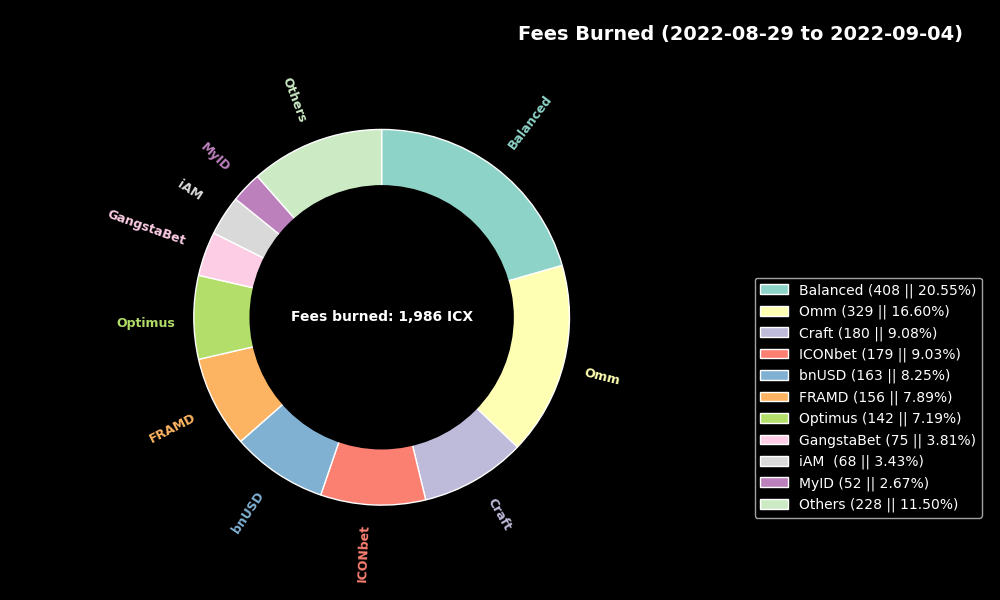 Fees Burned (2022-08-29 to 2022-09-04)
Others
Balanced
MyID
iAM
GangstaBet
Optimus
Fees burned: 1,986 ICX
Omm
FRAMD
bnUSD
Craft
ICONbet
Balanced (408 || 20.55%)
Omm (329 || 16.60%)
Craft (180 || 9.08%)
ICONbet (179 || 9.03%)
bnUSD (163 || 8.25%)
FRAMD (156 || 7.89%)
Optimus (142 || 7.19%)
GangstaBet (75 || 3.81%)
iAM  (68 || 3.43%)
MyID (52 || 2.67%)
Others (228 || 11.50%)